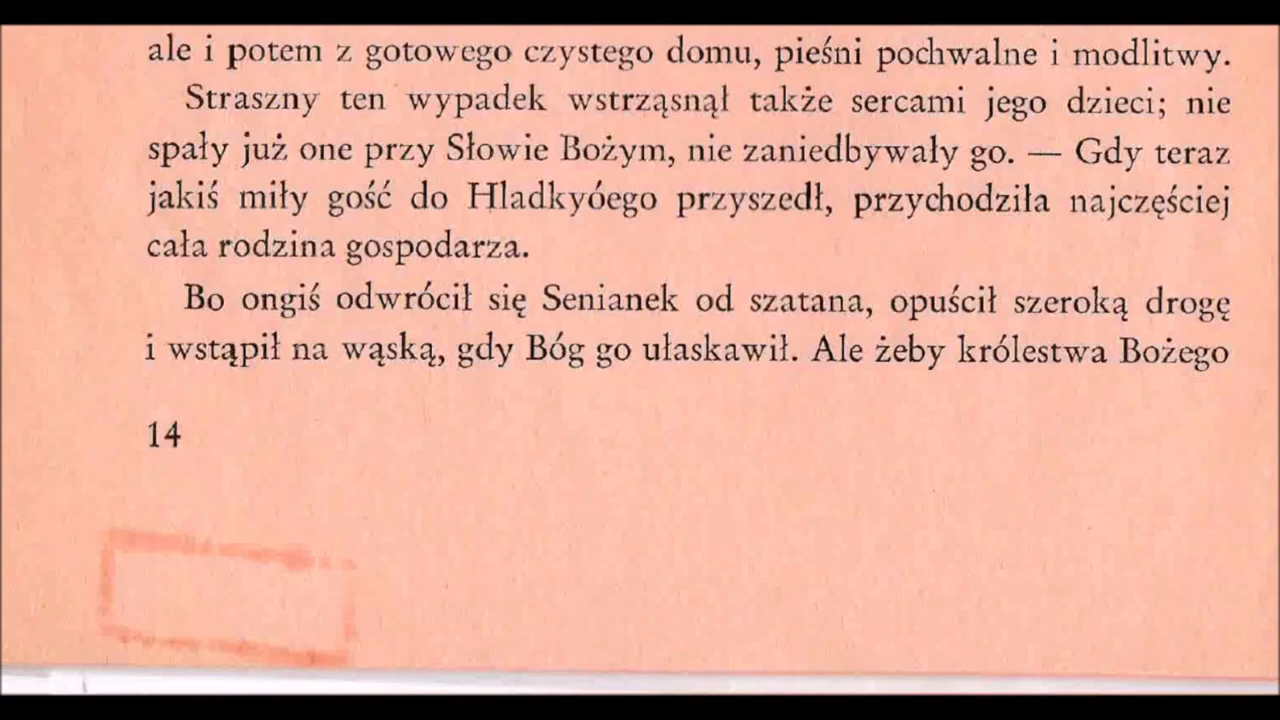 ale i potem z gotowego czystego domu, pieśni pochwalne i modlitwy.
Straszny ten wypadek wstrząsnął także sercami jego dzieci; nie
spały już one przy Słowie Bożym, nie zaniedbywały go. — Gdy teraz
jakiś miły gość do Hladkyóego przyszedł, przychodziła najczęściej
cała rodzina gospodarza.
Bo ongiś odwrócił się Senianek od szatana, opuścił szeroką drogę
i wstąpił na wąską, gdy Bóg go ułaskawił. Ale żeby królestwa Bożego
14